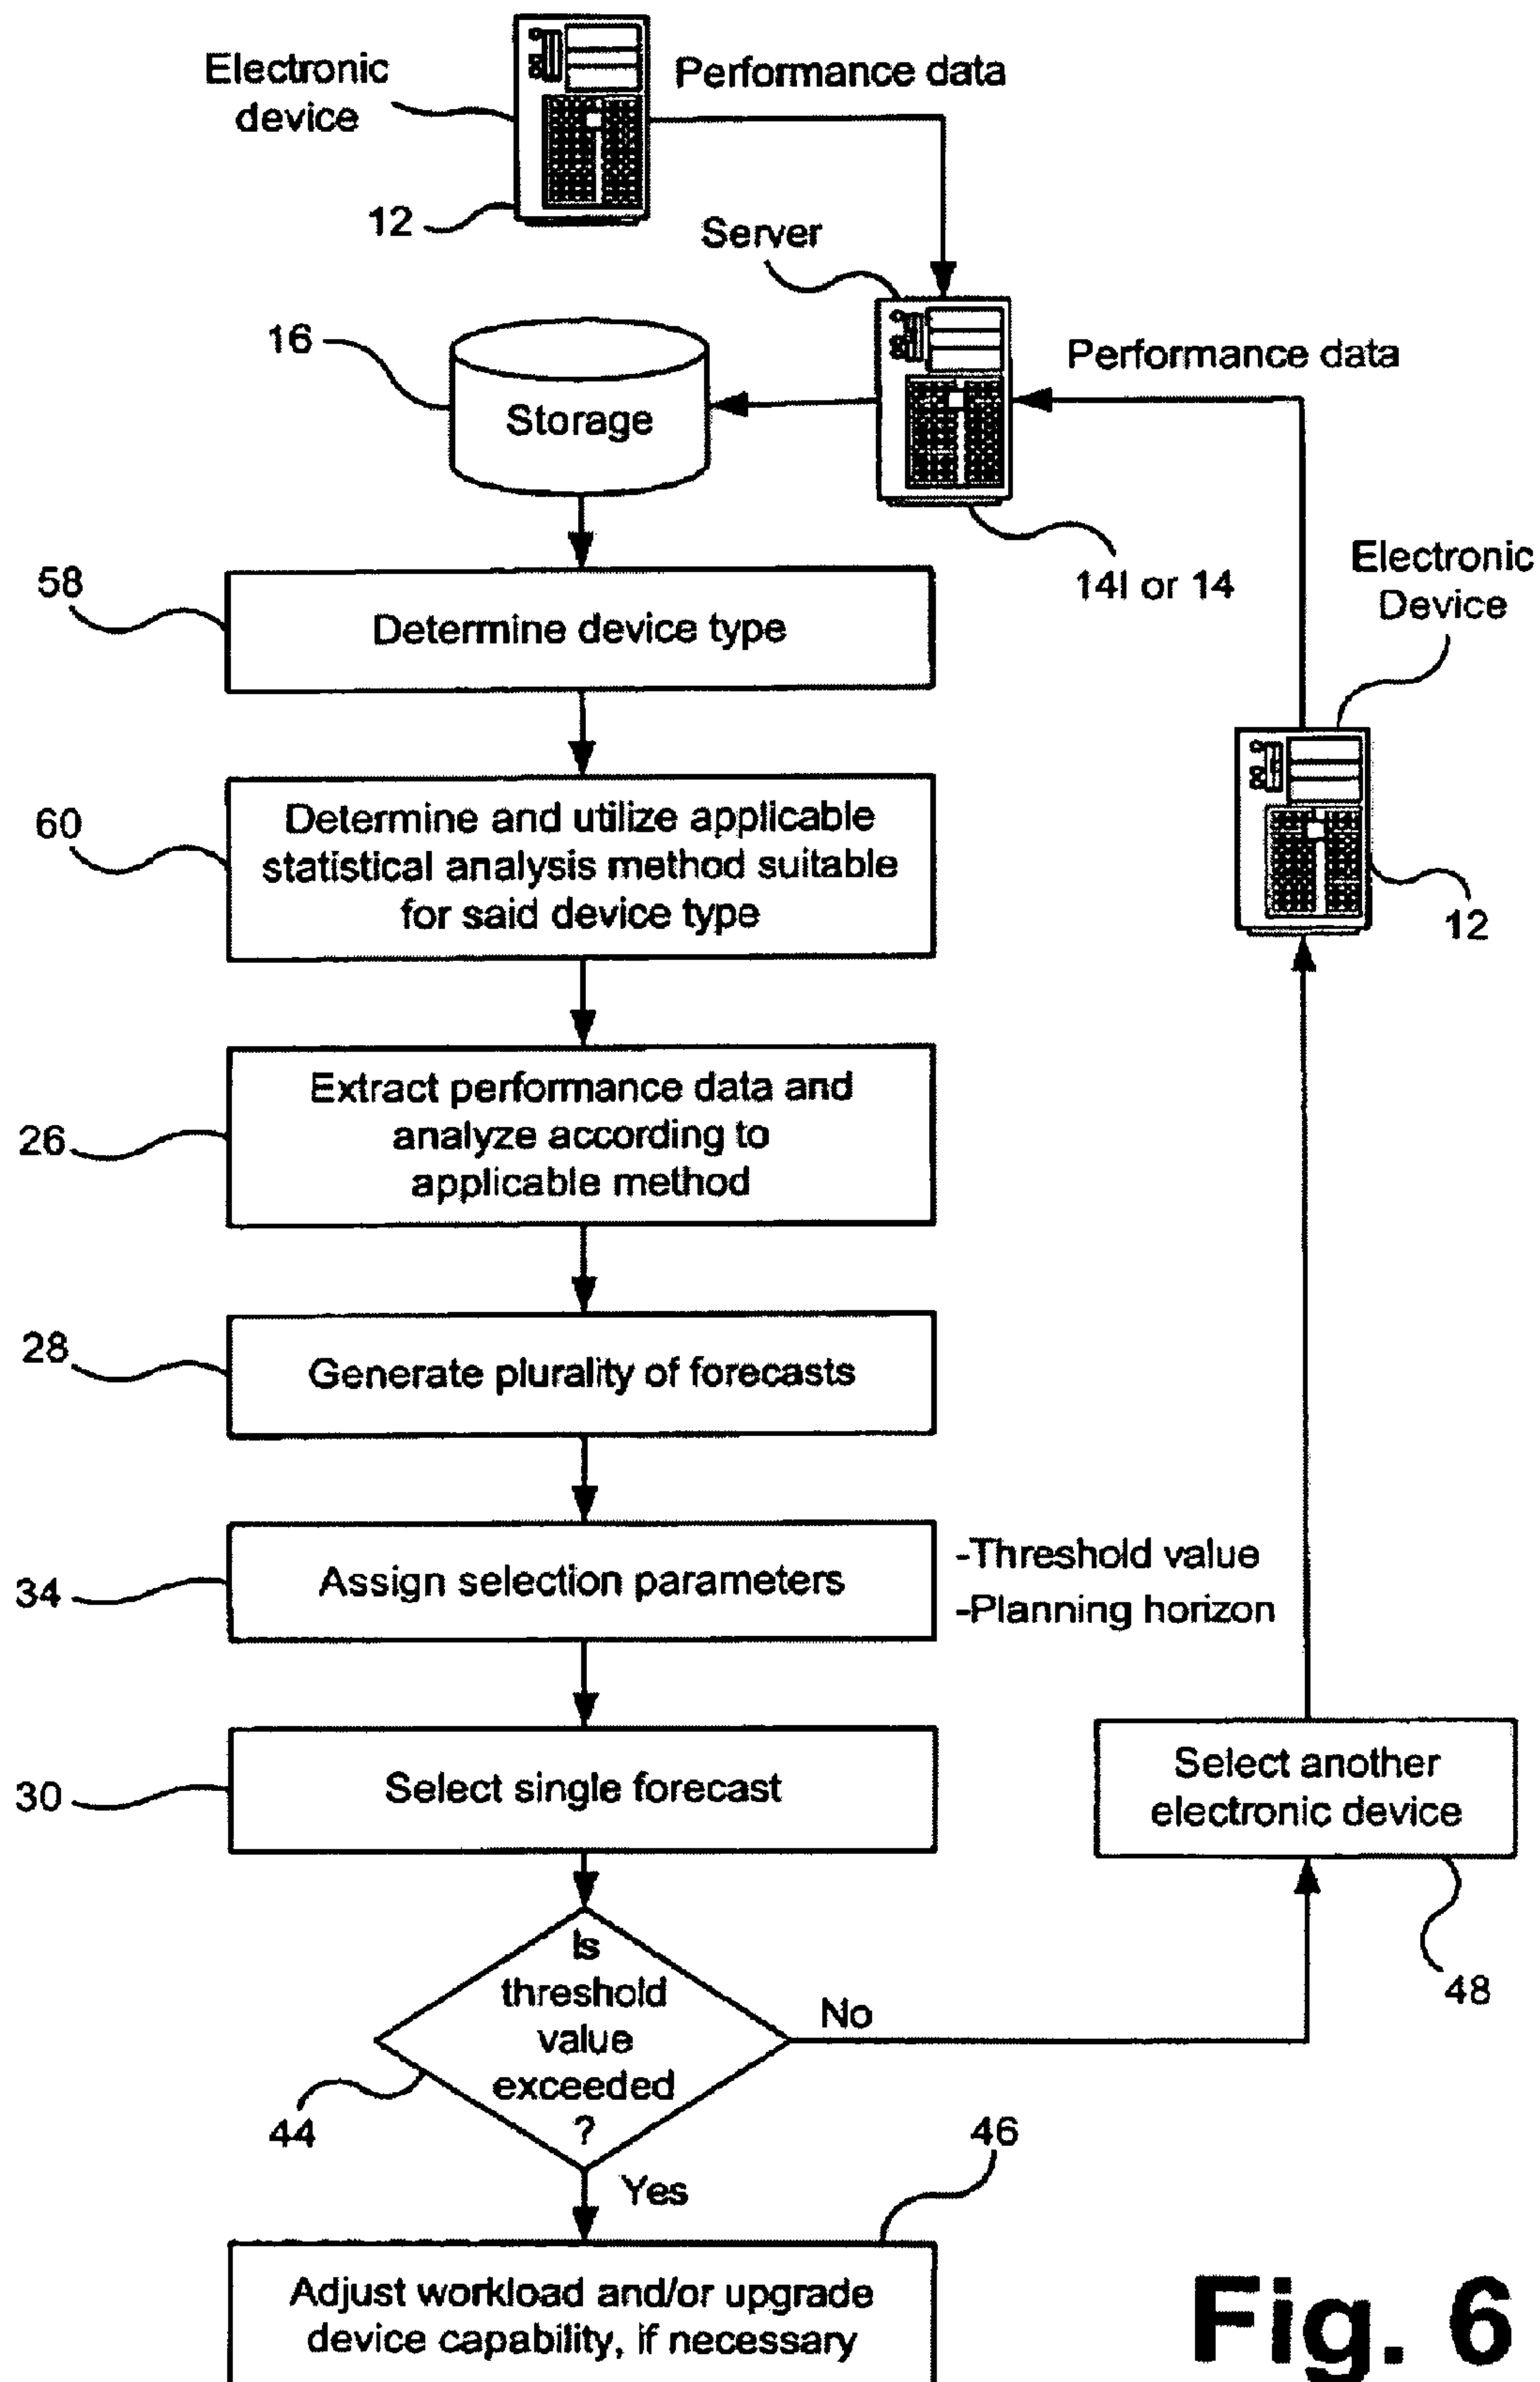 Electronic
device
Performance data
12
Server
16
Storage
Performance data
14I or 14
Electronic
Device
58
Determine device type
60
Determine and utilize applicable
statistical analysis method suitable
for said device type
12
26
Extract performance data and
analyze according to
applicable method
28
Generate plurality of forecasts
34
Assign selection parameters
-Threshold value
-Planning horizon
30
Select single forecast
Select another
electronic device
48
Is
threshold
value
exceeded
?
No
44
Yes
46
Adjust workload and/or upgrade
device capability, if necessary
Fig. 6